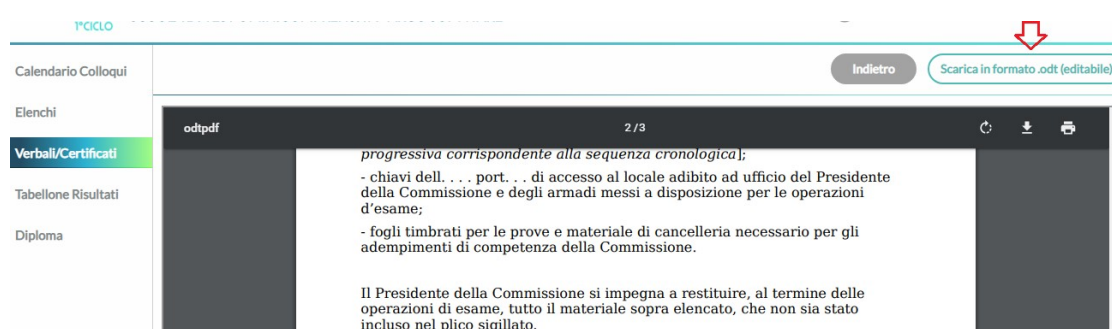 1°CICLO
Calendario Colloqui
Elenchi
Verbali/Certificati
Tabellone Risultati
Diploma
Indietro
Scarica in formato .odt (editabile)
odtpdf
2/3
progressiva corrispondente alla sequenza cronologica];
- chiavi dell. . . . port. . . di accesso al locale adibito ad ufficio del Presidente
della Commissione e degli armadi messi a disposizione per le operazioni
d'esame;
- fogli timbrati per le prove e materiale di cancelleria necessario per gli
adempimenti di competenza della Commissione.
Il Presidente della Commissione si impegna a restituire, al termine delle
operazioni di esame, tutto il materiale sopra elencato, che non sia stato
incluso nel plico sigillato.